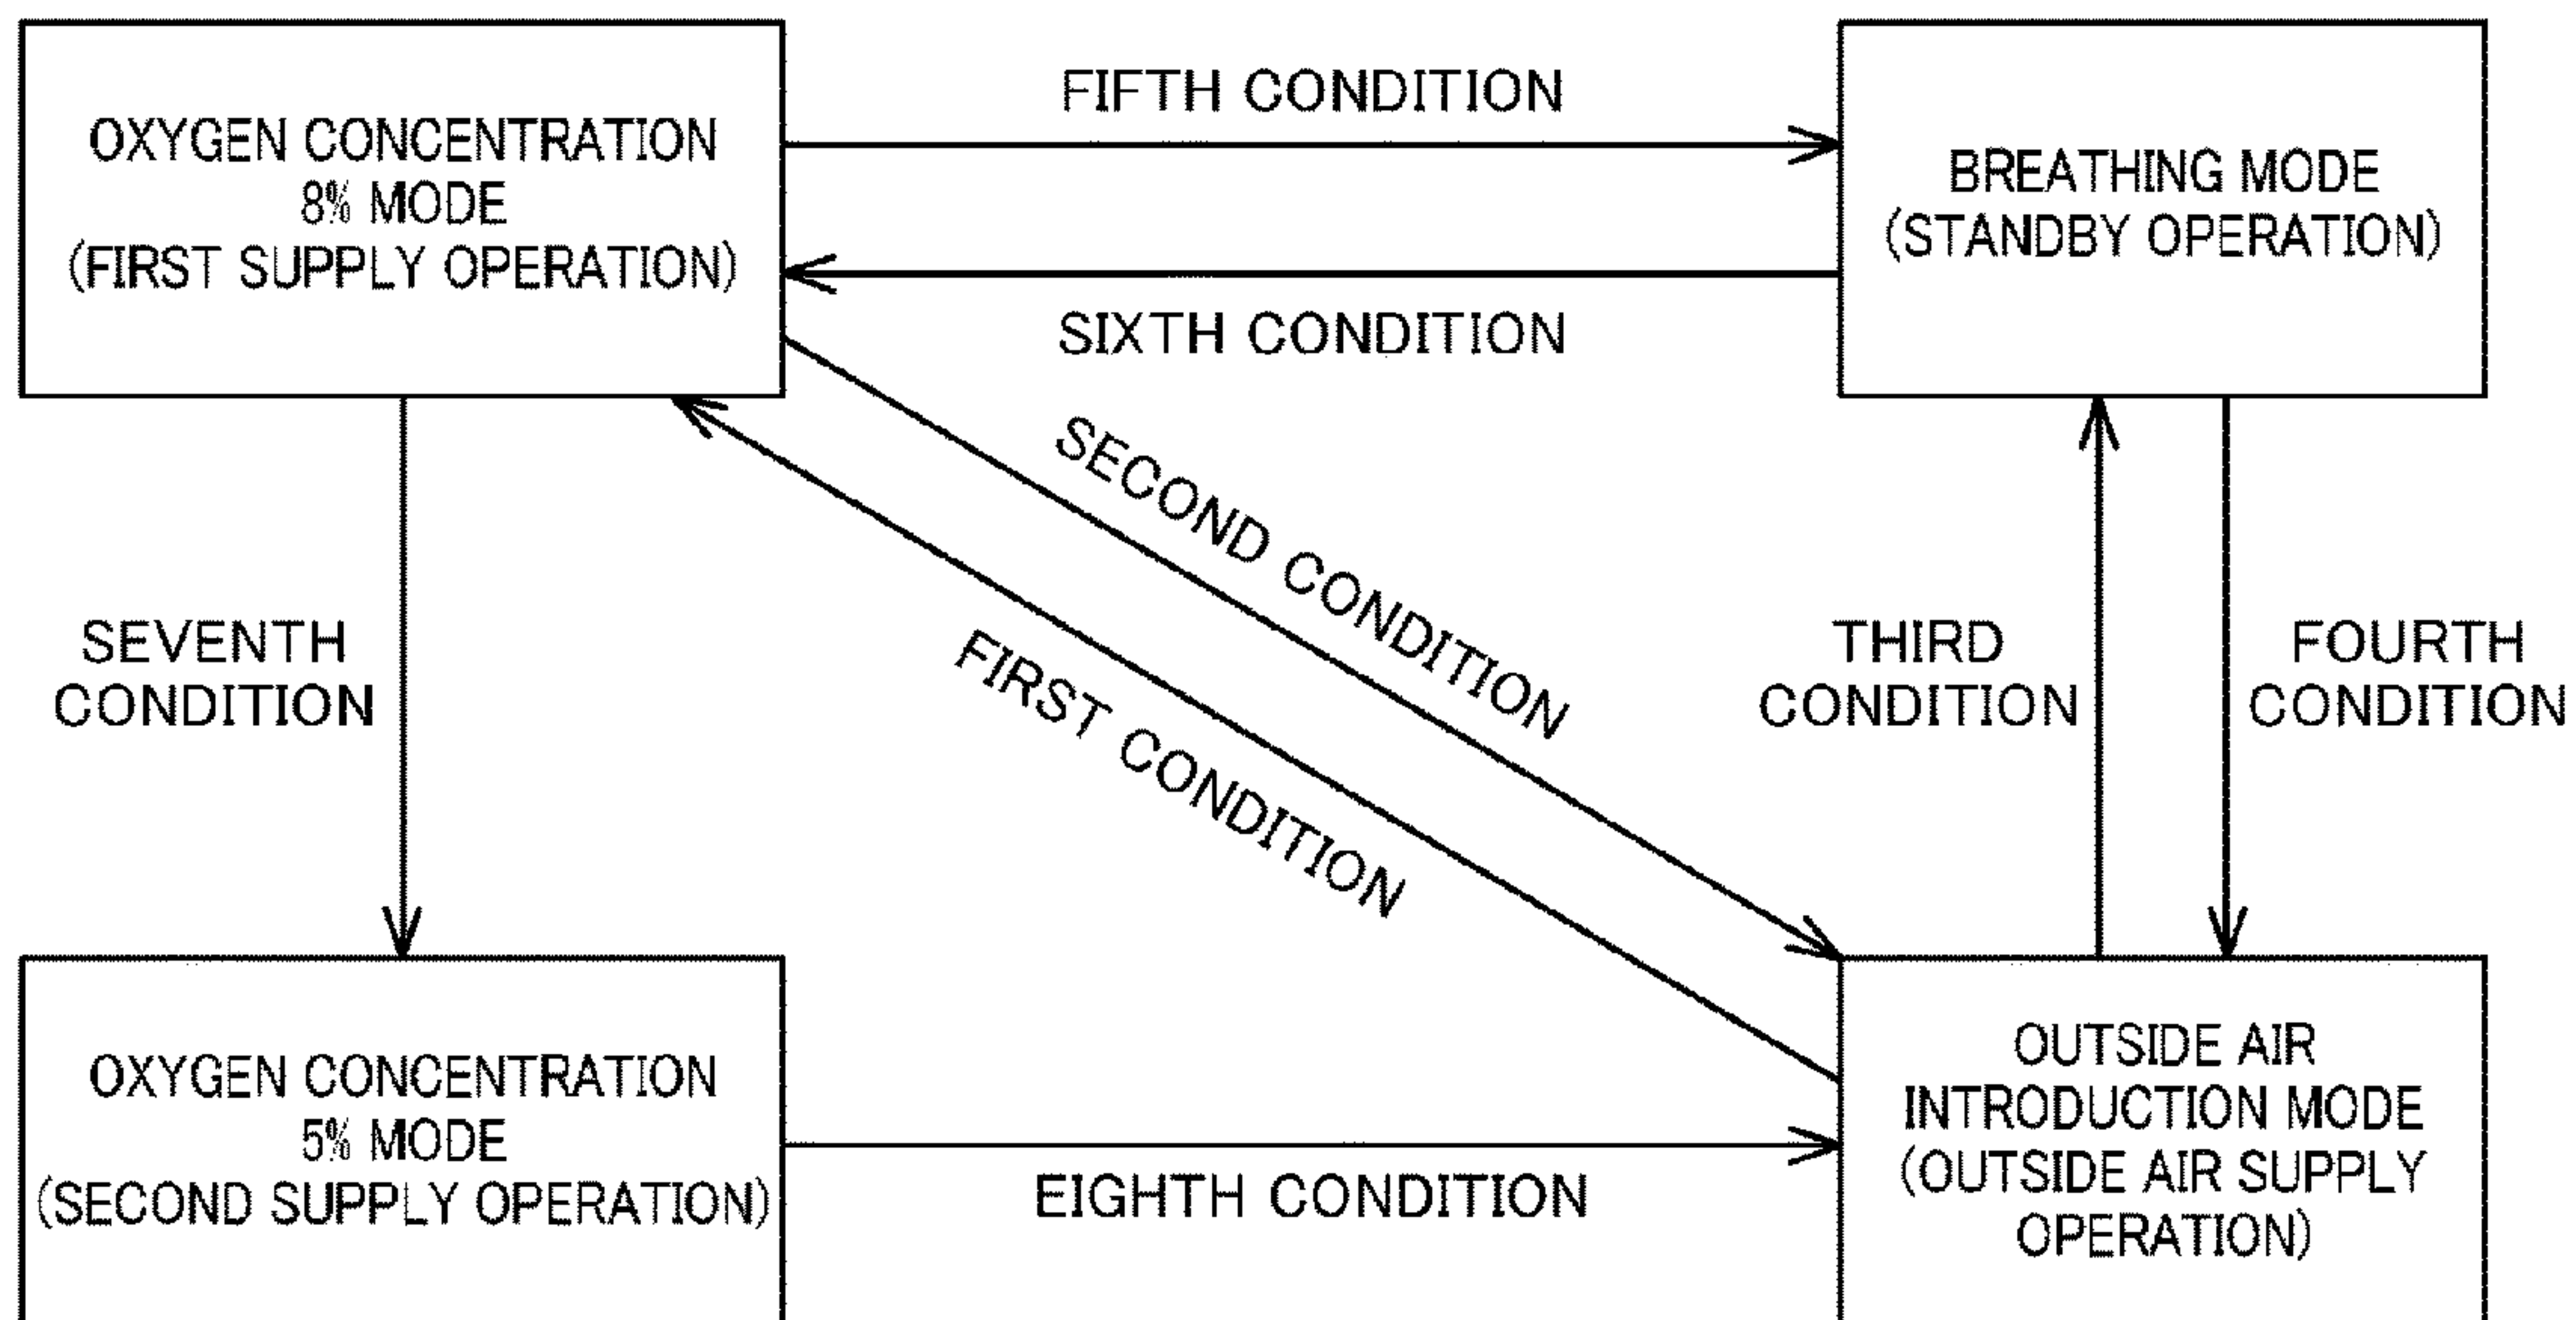 OXYGEN CONCENTRATION
8% MODE
(FIRST SUPPLY OPERATION)
FIFTH CONDITION
SIXTH CONDITION
BREATHING MODE
(STANDBY OPERATION)
SECOND CONDITION
FIRST CONDITION
SEVENTH
CONDITION
THIRD
CONDITION
FOURTH
CONDITION
OXYGEN CONCENTRATION
5% MODE
(SECOND SUPPLY OPERATION)
EIGHTH CONDITION
OUTSIDE AIR
INTRODUCTION MODE
(OUTSIDE AIR SUPPLY
OPERATION)